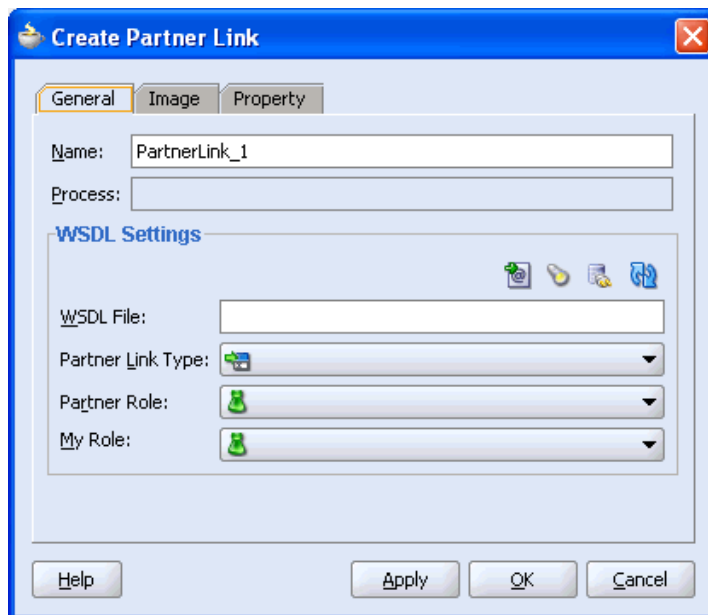 Create Partner Link
General Image Property
Name: PartnerLink_1
Process:
WSDL Settings
WSDL File:
Partner Link Type:
Partner Role:
My Role:
Help Apply OK Cancel